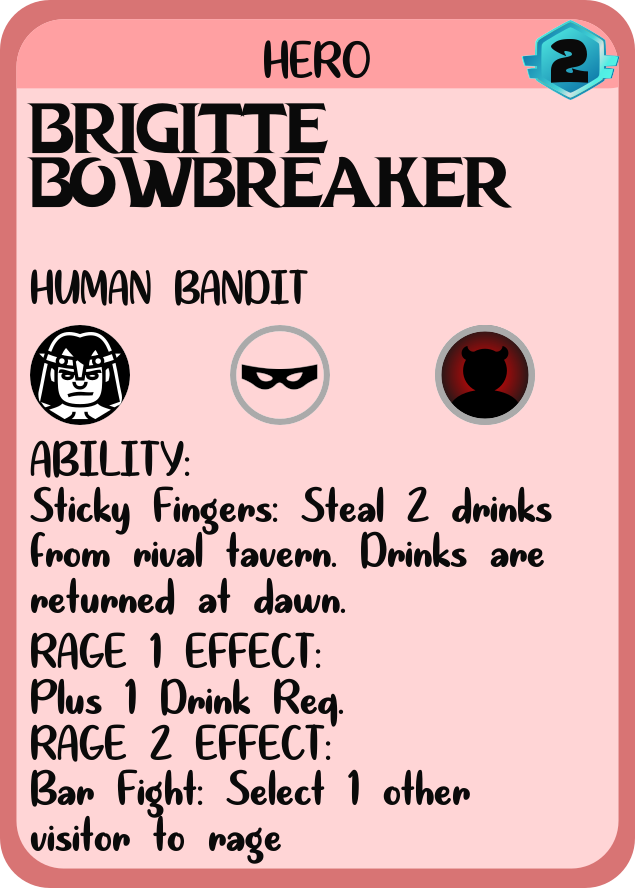 HERO
2
BRIGITTE
BOWBREAKER
HUMAN BANDIT
ABILITY:
Sticky Fingers: Steal 2 drinks
from rival tavern. Drinks are
returned at dawn.
RAGE 1 EFFECT:
Plus 1 Drink Req.
RAGE 2 EFFECT:
Bar Fight: Select 1 other
visitor to rage